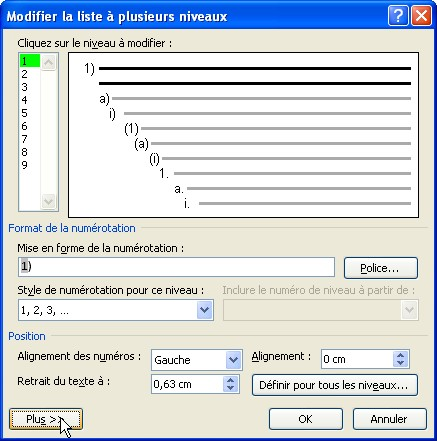 Modifier la liste à plusieurs niveaux
Cliquez sur le niveau à modifier :
1
2
3
4
5
6
7
8
9
1)
a)
i)
(1)
(a)
(i)
1.
a.
i.
Format de la numérotation
Mise en forme de la numérotation :
1)
Police...
Style de numérotation pour ce niveau :
Inclure le numéro de niveau à partir de :
1, 2, 3, ...
Position
Alignement des numéros :
Gauche
Alignement :
0 cm
Retrait du texte à :
0,63 cm
Définir pour tous les niveaux...
Plus >>
OK
Annuler